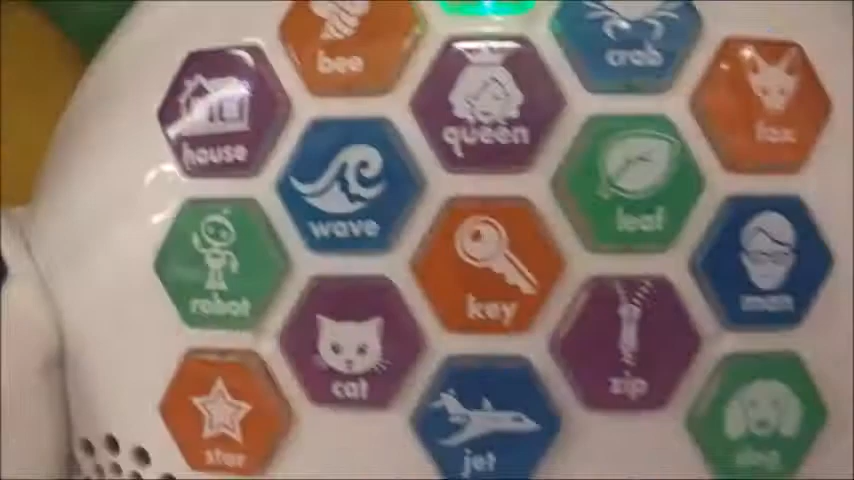 bee
crab
house
queen
fox
wave
leaf
robot
key
man
cat
zip
star
jet
dog